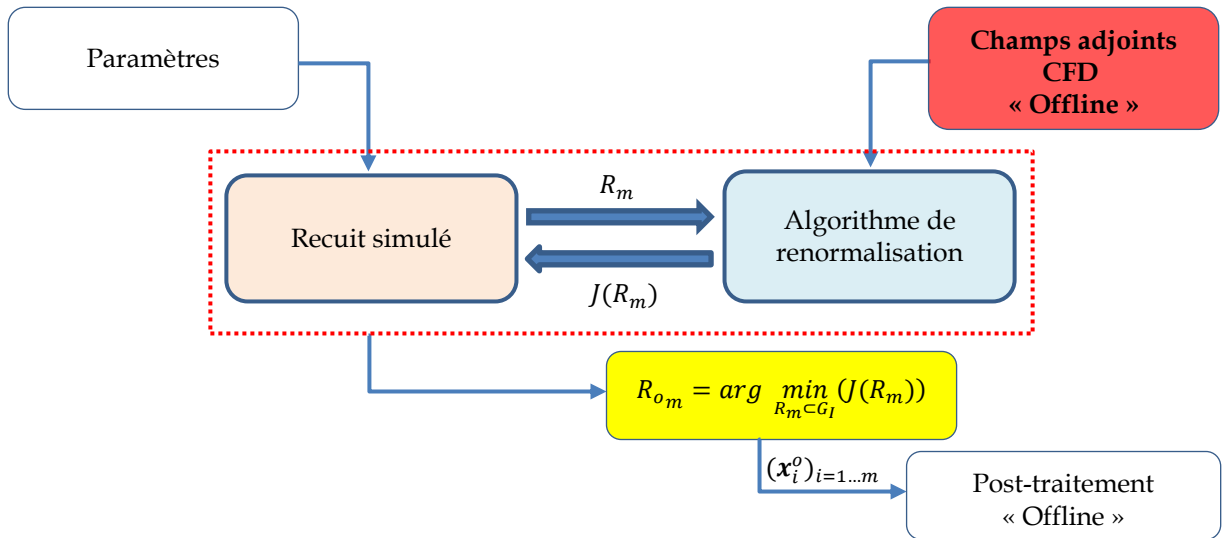 Paramètres
Champs adjoints
CFD
« Offline »
Recuit simulé
R_m
J(R_m)
Algorithme de
renormalisation
R_{o_m} = arg min_{R_m⊂G_I}(J(R_m))
(x_i^o)_{i=1…m}
Post-traitement
« Offline »